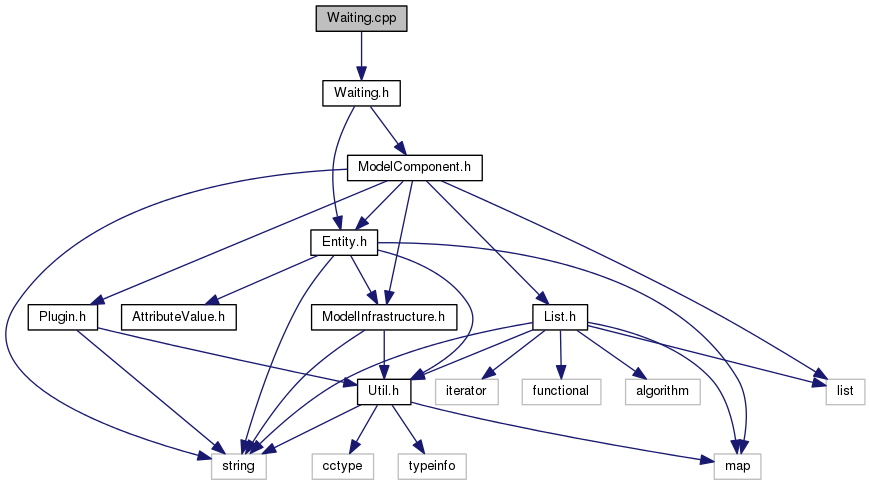 Waiting.cpp
Waiting.h
ModelComponent.h
Entity.h
Plugin.h
AttributeValue.h
ModelInfrastructure.h
List.h
Util.h
iterator
functional
algorithm
list
string
cctype
typeinfo
map